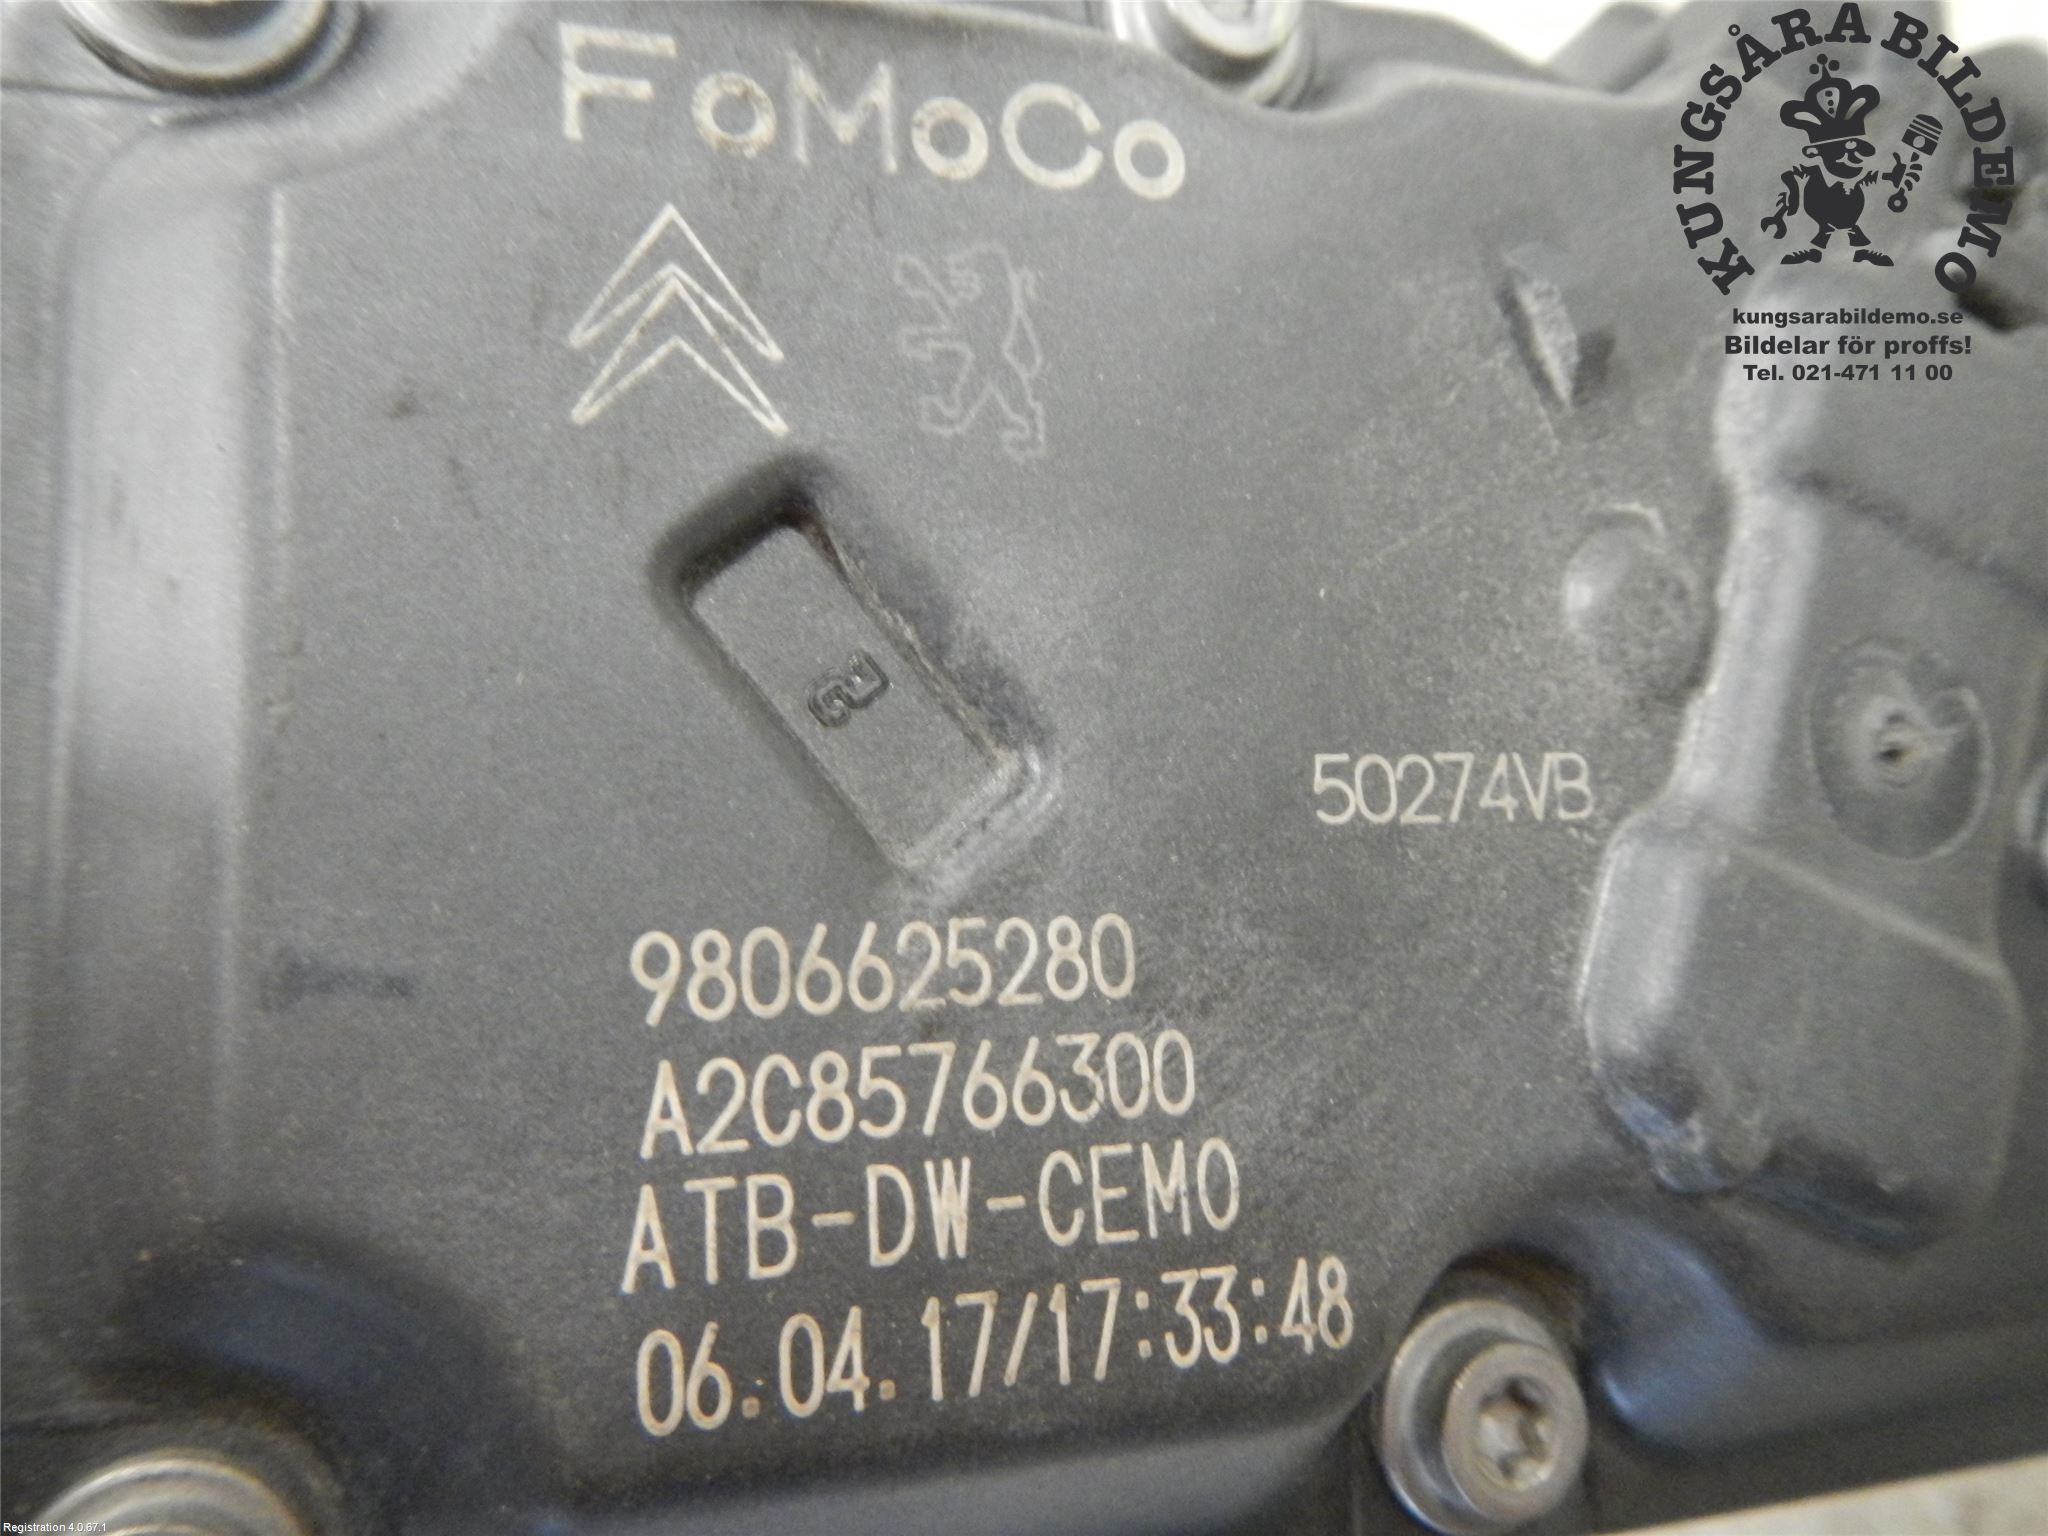 FoMoCo
KUNGSÅRA BILDEMO
kungsarabildemo.se
Bildelar för proffs!
Tel. 021-471 11 00
50274VB
9806625280
A2C85766300
ATB-DW-CEMO
06.04.17/17:33:48
Registration 4.0.67.1